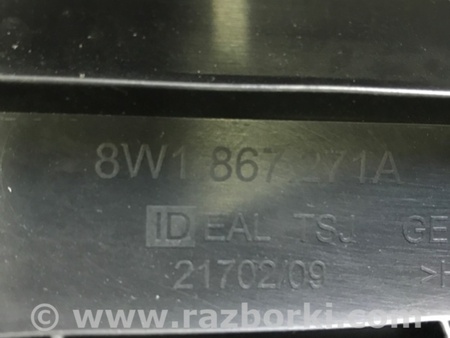 8W1 867 271A
IDEAL TSJ GE
21702/09 >H
© www.razborki.com